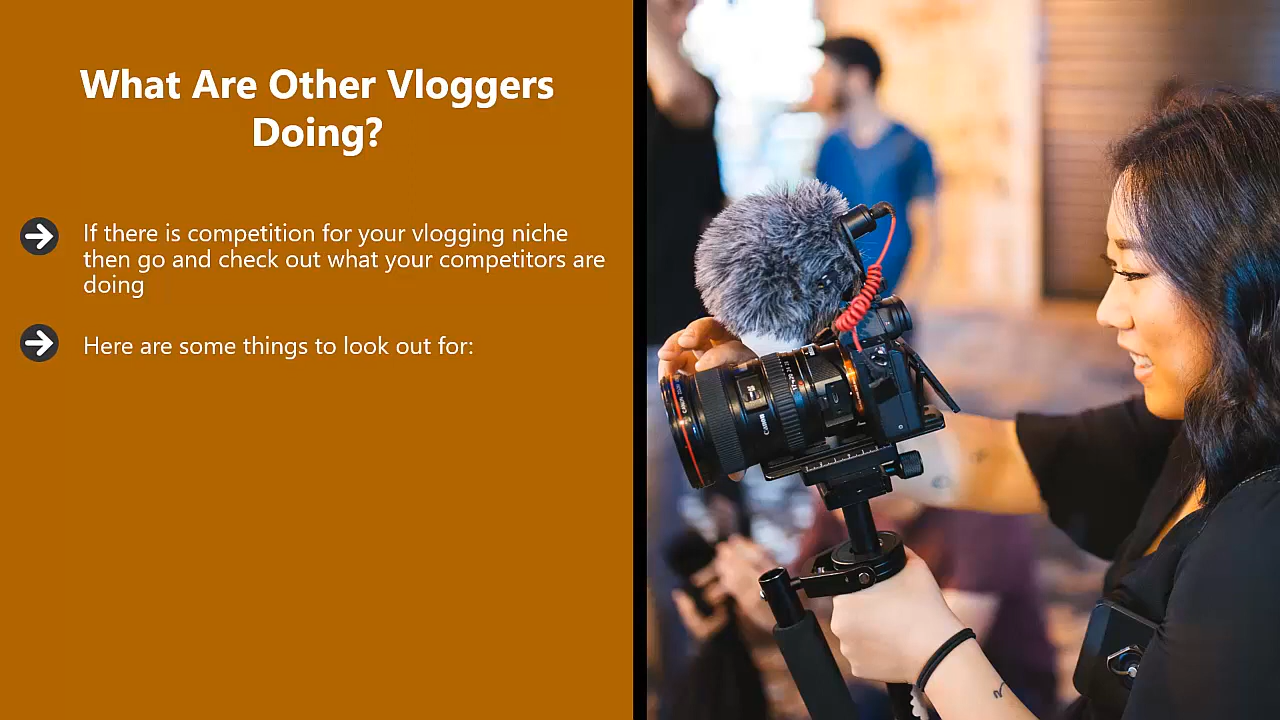 What Are Other Vloggers
Doing?
If there is competition for your vlogging niche
then go and check out what your competitors are
doing
Here are some things to look out for:
Canon